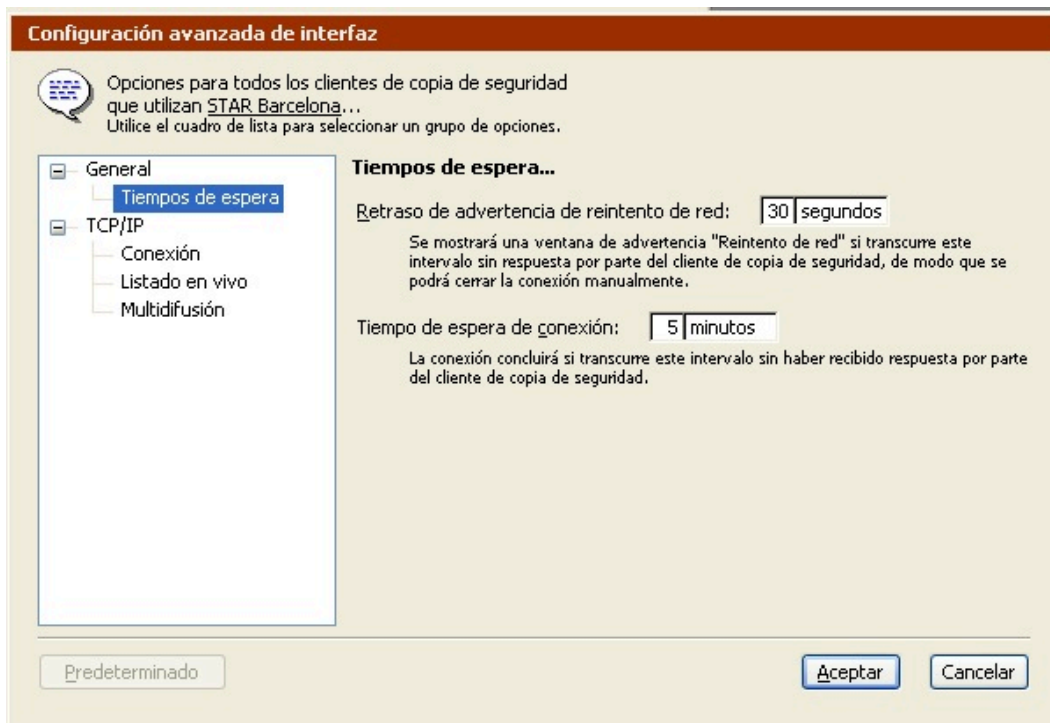 Configuración avanzada de interfaz
Opciones para todos los clientes de copia de seguridad
que utilizan STAR Barcelona...
Utilice el cuadro de lista para seleccionar un grupo de opciones.
General
Tiempos de espera
TCP/IP
Conexión
Listado en vivo
Multidifusión
Tiempos de espera...
Retraso de advertencia de reintento de red: 30 segundos
Se mostrará una ventana de advertencia "Reintento de red" si transcurre este
intervalo sin respuesta por parte del cliente de copia de seguridad, de modo que se
podrá cerrar la conexión manualmente.
Tiempo de espera de conexión: 5 minutos
La conexión concluirá si transcurre este intervalo sin haber recibido respuesta por parte
del cliente de copia de seguridad.
Predeterminado
Aceptar
Cancelar